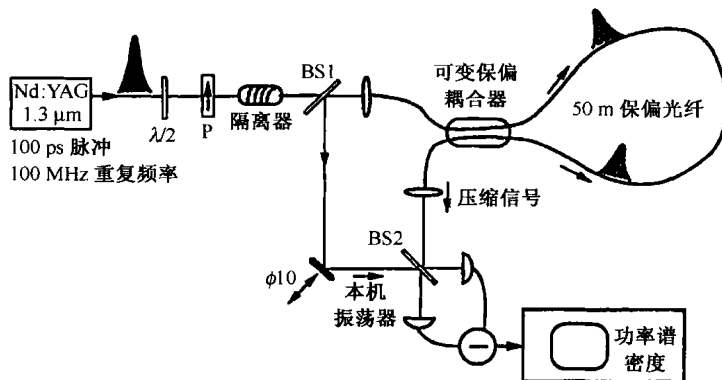 Nd:YAG
1.3 μm
100 ps 脉冲
100 MHz 重复频率
λ/2
P
隔离器
BS1
可变保偏
耦合器
50 m 保偏光纤
压缩信号
BS2
ϕ10
本机
振荡器
−
功率谱
密度